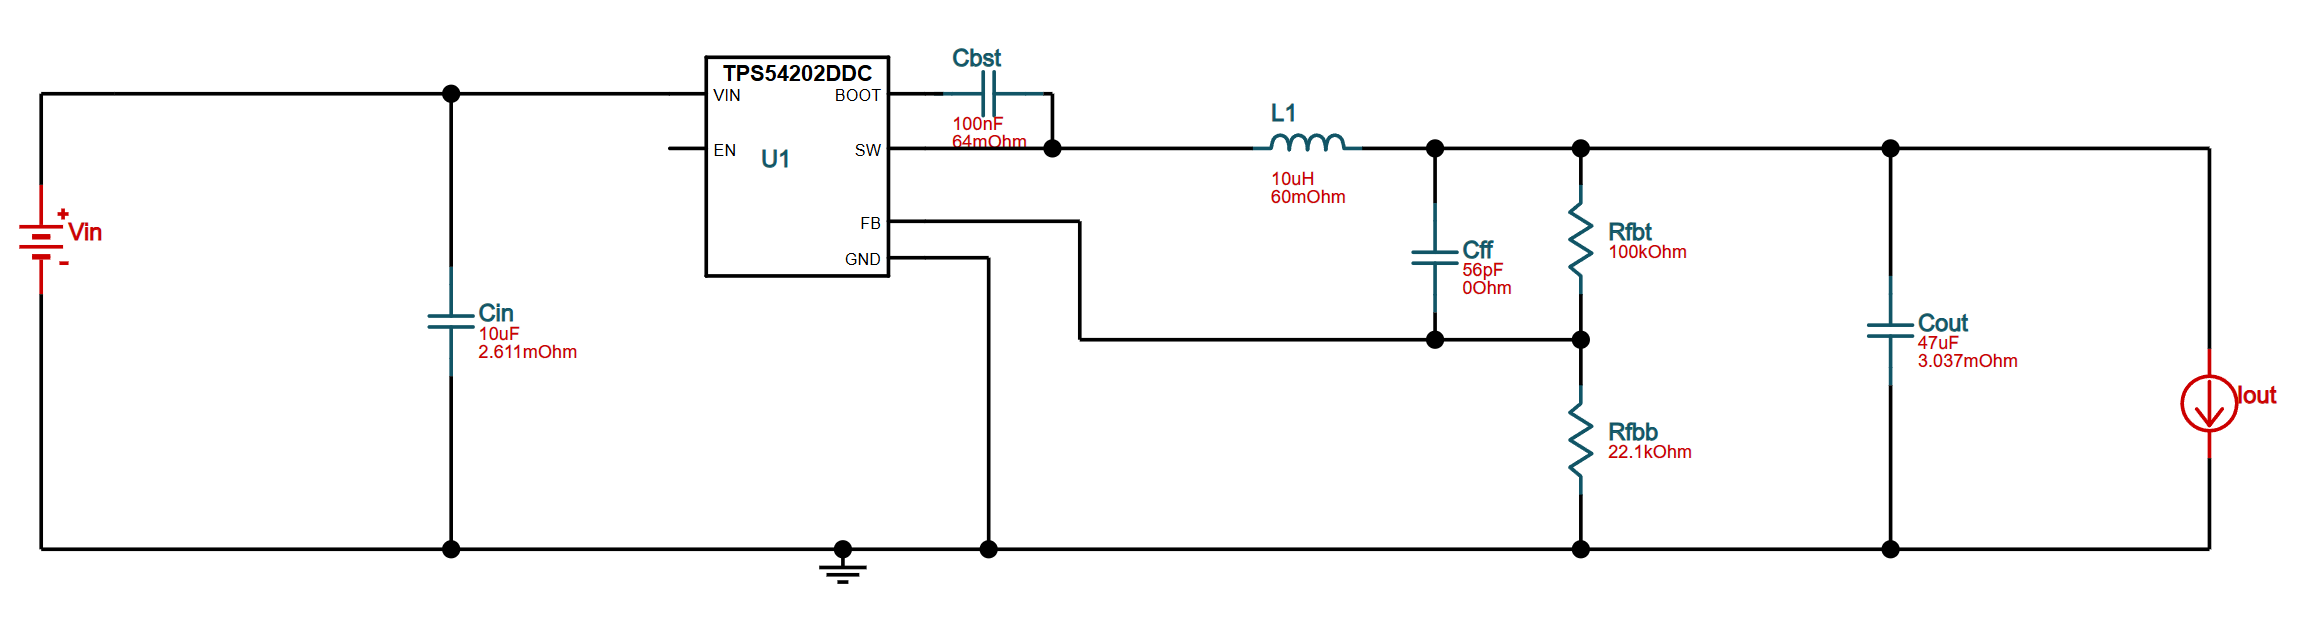 Cbst
100nF
64mOhm
TPS54202DDC
VIN
BOOT
EN
U1
SW
FB
GND
L1
10uH
60mOhm
+
Vin
-
Cff
56pF
0Ohm
Rfbt
100kOhm
Cin
10uF
2.611mOhm
Cout
47uF
3.037mOhm
Iout
Rfbb
22.1kOhm